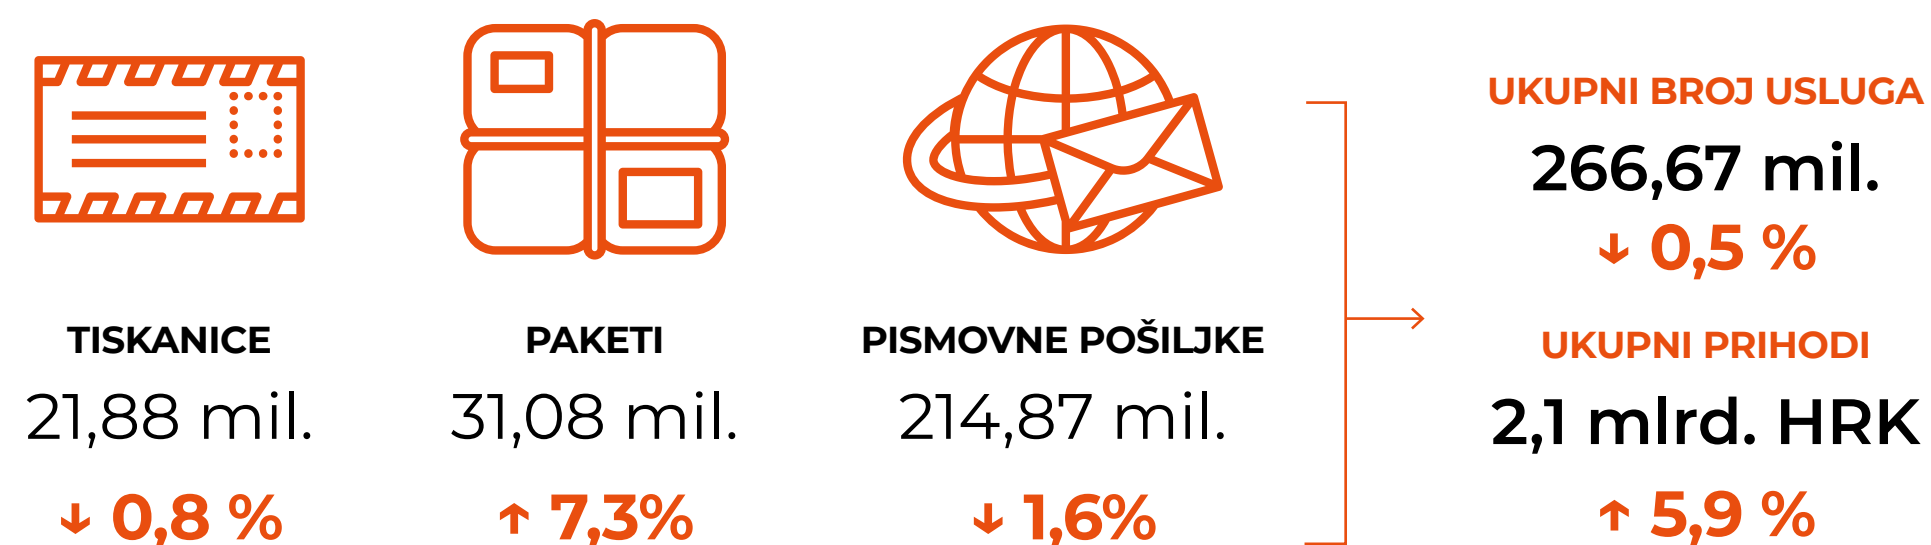 TISKANICE
21,88 mil.
↓ 0,8 %
PAKETI
31,08 mil.
↑ 7,3%
PISMOVNE POŠILJKE
214,87 mil.
↓ 1,6%
UKUPNI BROJ USLUGA
266,67 mil.
↓ 0,5 %
UKUPNI PRIHODI
2,1 mlrd. HRK
↑ 5,9 %